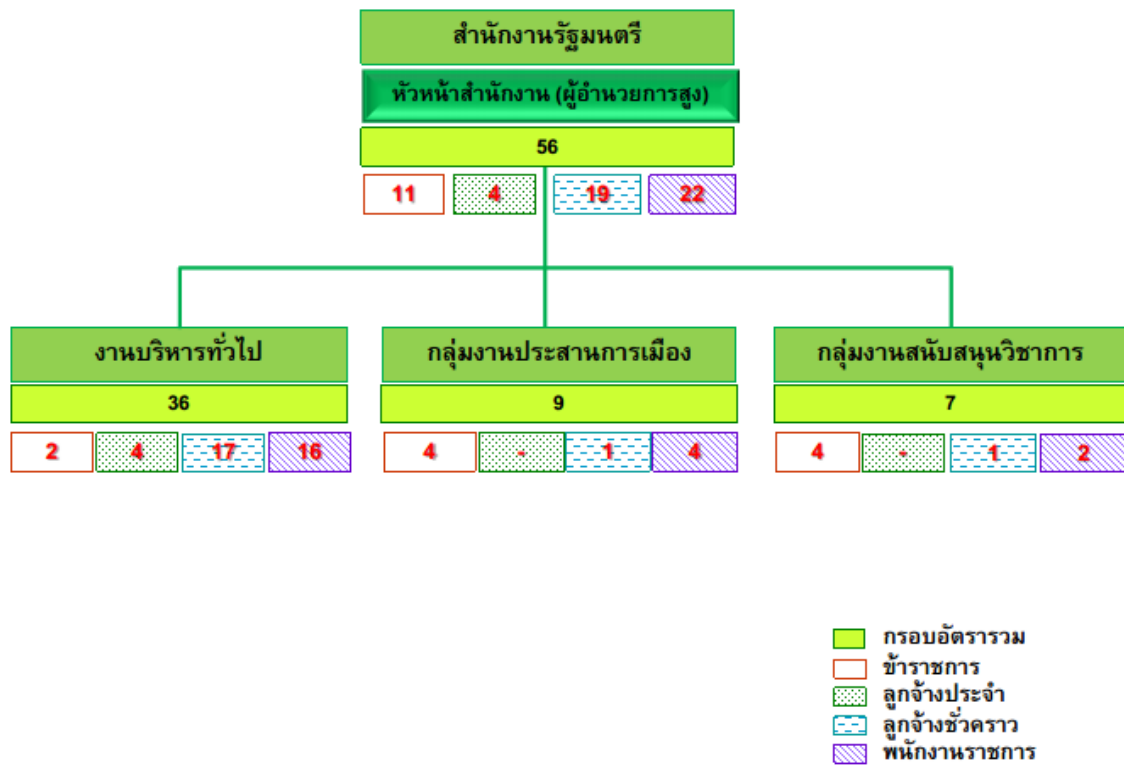 สำนักงานรัฐมนตรี
หัวหน้าสำนักงาน (ผู้อำนวยการสูง)
56
11 4 19 22
งานบริหารทั่วไป
36
2 4 17 16
กลุ่มงานประสานการเมือง
9
4 - 1 4
กลุ่มงานสนับสนุนวิชาการ
7
4 - 1 2
กรอบอัตรารวม
ข้าราชการ
ลูกจ้างประจำ
ลูกจ้างชั่วคราว
พนักงานราชการ